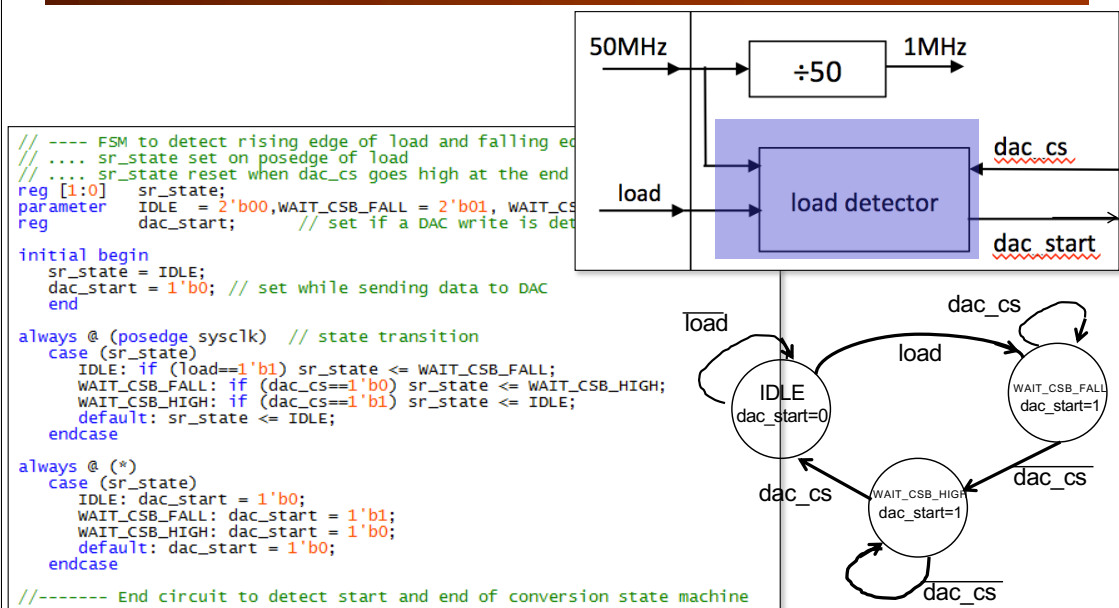 // ---- FSM to detect rising edge of load and falling
// .... sr_state set on posedge of load
// .... sr_state reset when dac_cs goes high at the end
reg [1:0] sr_state;
parameter IDLE = 2'b00,WAIT_CSB_FALL = 2'b01,
reg dac_start; // set if a DAC write is
initial begin
sr_state = IDLE;
dac_start = 1'b0; // set while sending data to DAC
end
always @ (posedge sysclk) // state transition
case (sr_state)
IDLE: if (load==1'b1) sr_state <= WAIT_CSB_FALL;
WAIT_CSB_FALL: if (dac_cs==1'b0) sr_state <= WAIT_CSB_HIGH;
WAIT_CSB_HIGH: if (dac_cs==1'b1) sr_state <= IDLE;
default: sr_state <= IDLE;
endcase
always @ (*)
case (sr_state)
IDLE: dac_start = 1'b0;
WAIT_CSB_FALL: dac_start = 1'b1;
WAIT_CSB_HIGH: dac_start = 1'b0;
default: dac_start = 1'b0;
endcase
//------- End circuit to detect start and end of conversion state machine
50MHz
÷50
1MHz
load
load detector
dac_cs
dac_start
load
load
dac_cs
IDLE
dac_start=0
WAIT_CSB_FALL
dac_start=1
dac_cs
dac_cs
WAIT_CSB_HIGH
dac_start=1
dac_cs